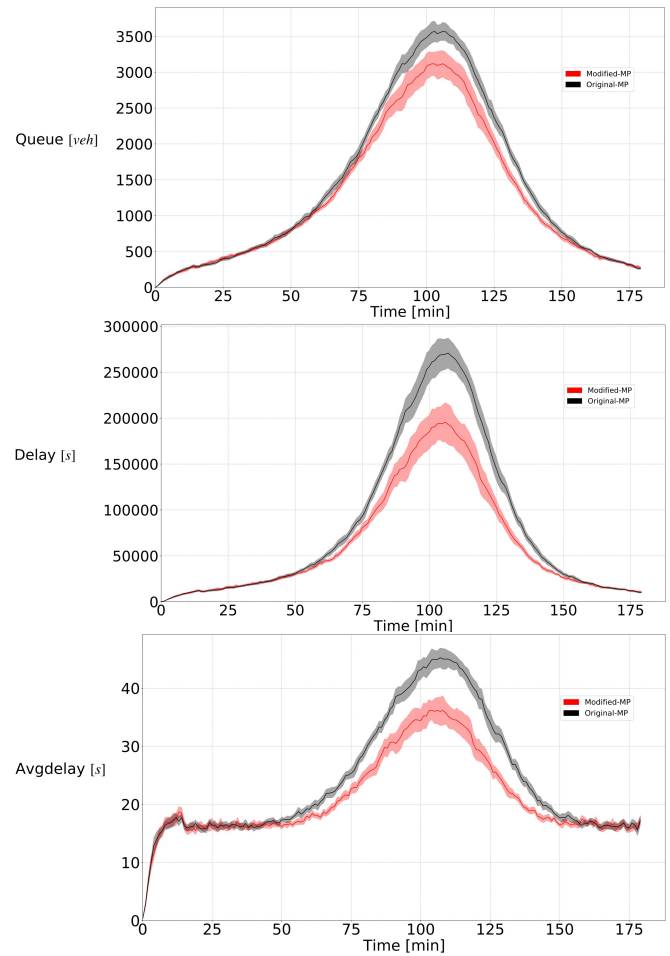 3500
3000
2500
2000
1500
1000
500
0
Queue [veh]
Modified-MP
Original-MP
0 25 50 75 100 125 150 175
Time [min]
300000
250000
200000
150000
100000
50000
0
Delay [s]
Modified-MP
Original-MP
0 25 50 75 100 125 150 175
Time [min]
40
30
20
10
0
Avgdelay [s]
Modified-MP
Original-MP
0 25 50 75 100 125 150 175
Time [min]